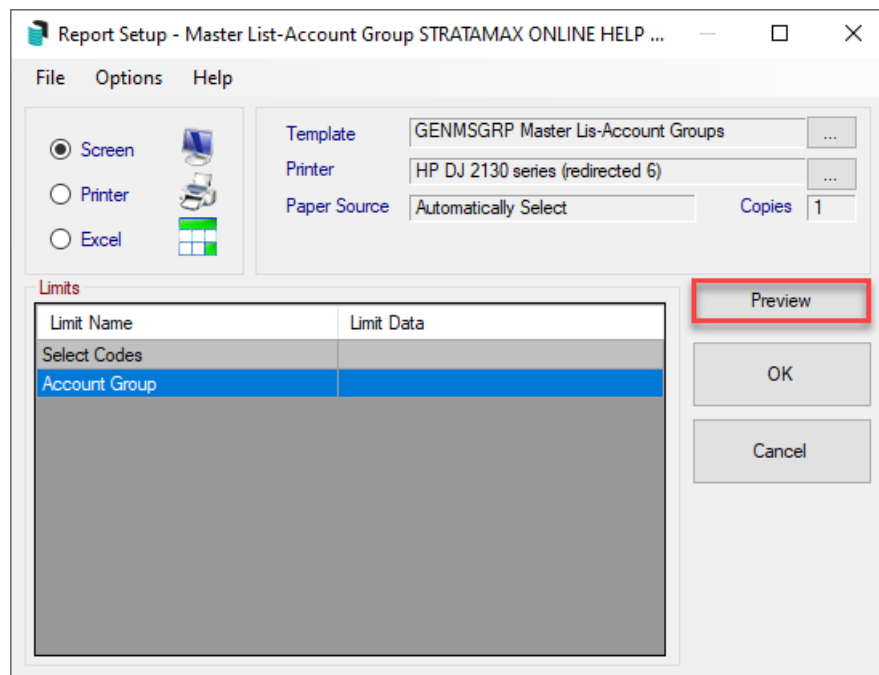 Report Setup - Master List-Account Group STRATAMAX ONLINE HELP ...
File Options Help
Screen
Printer
Excel
Template GENMSGRP Master Lis-Account Groups ...
Printer HP DJ 2130 series (redirected 6) ...
Paper Source Automatically Select Copies 1
Limits
Limit Name Limit Data
Select Codes
Account Group
Preview
OK
Cancel